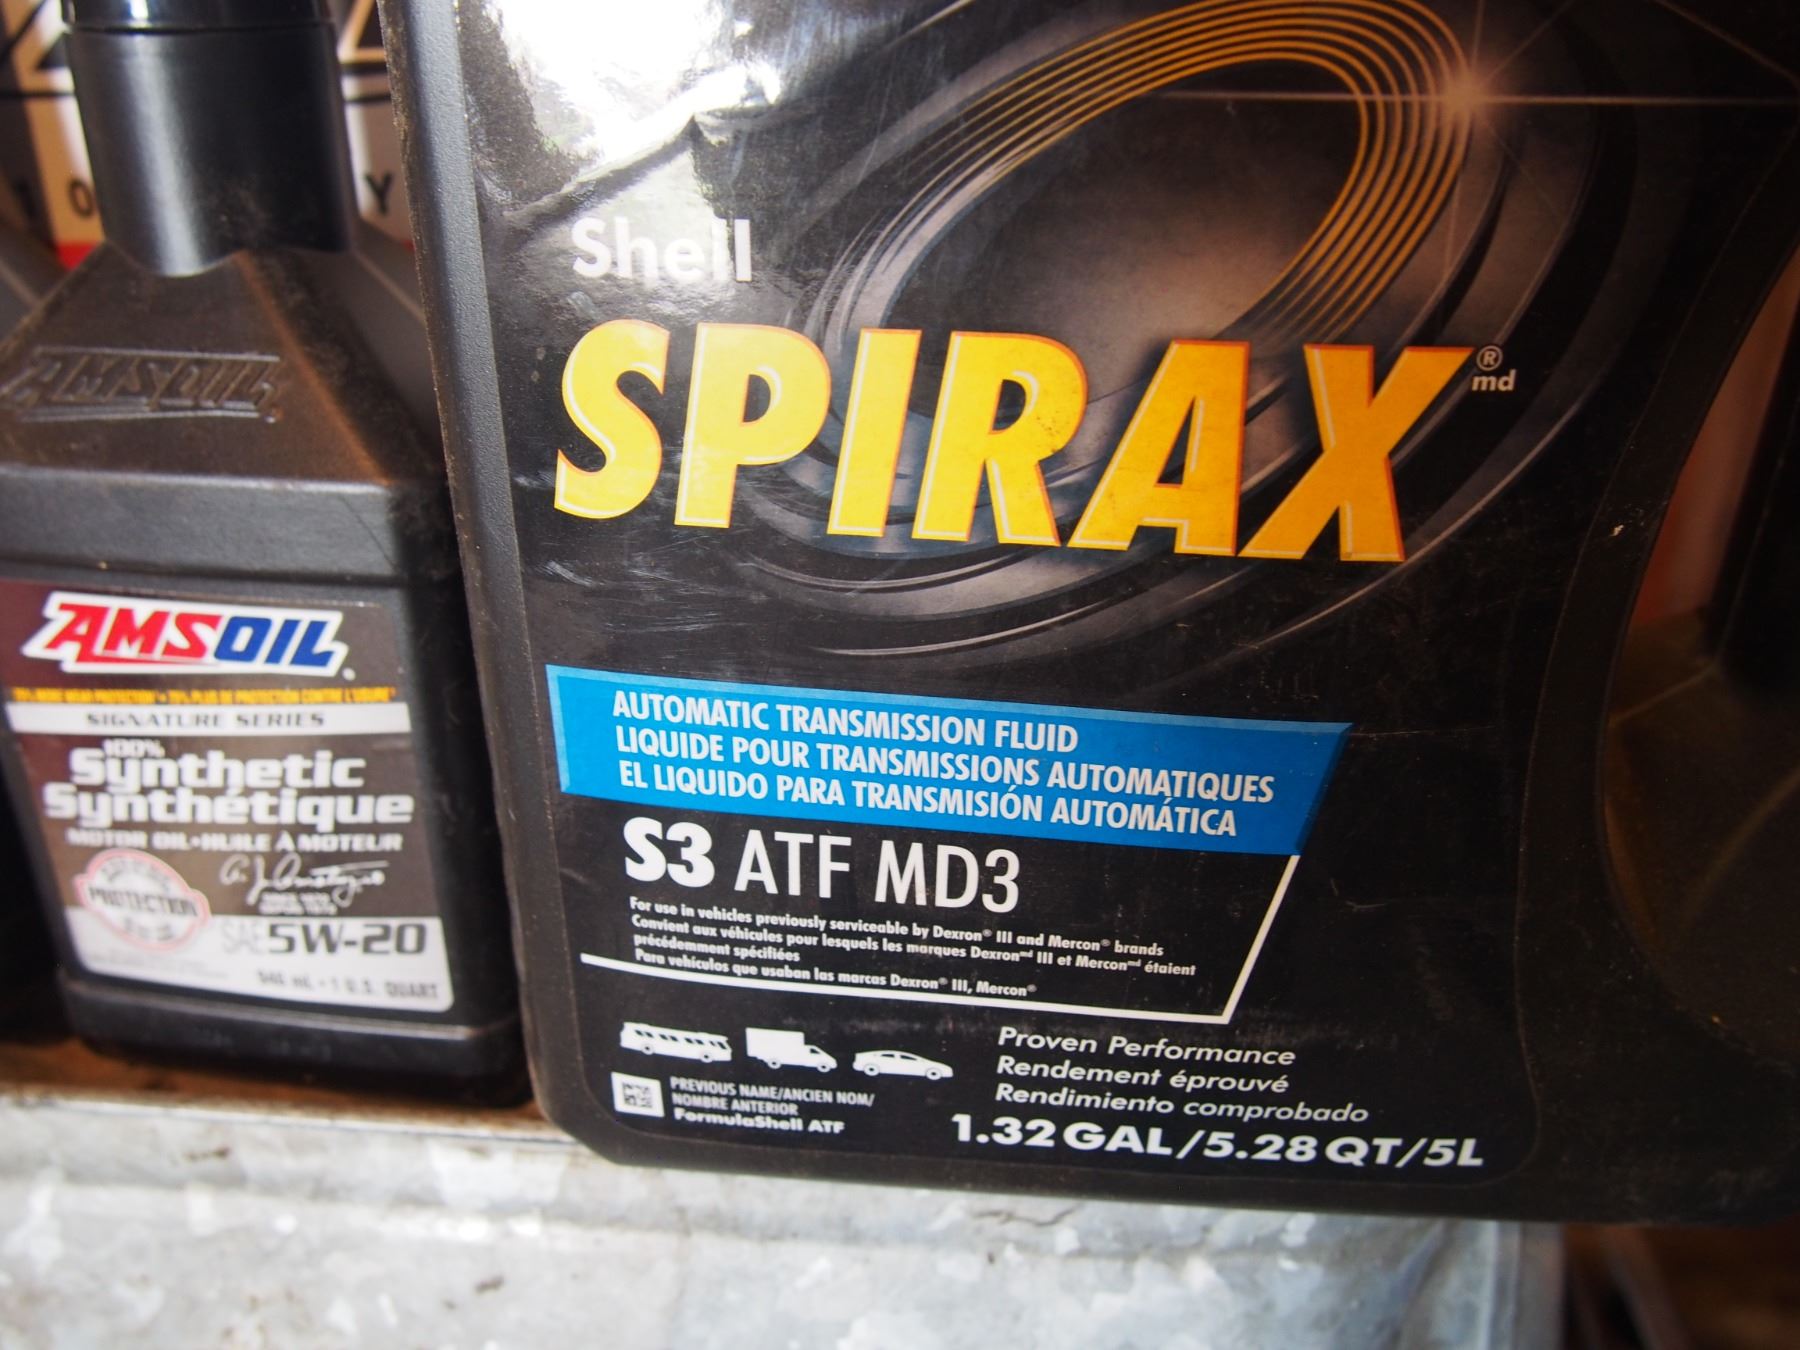 AMSOIL
AMSOIL
SIGNATURE SERIES
100%
Synthetic
Synthétique
MOTOR OIL • HUILE À MOTEUR
PROTECTION
SAE 5W-20
946 mL • 1 U.S. QUART
Shell
SPIRAX ® md
AUTOMATIC TRANSMISSION FLUID
LIQUIDE POUR TRANSMISSIONS AUTOMATIQUES
EL LIQUIDO PARA TRANSMISIÓN AUTOMÁTICA
S3 ATF MD3
For use in vehicles previously serviceable by Dexron® III and Mercon® brands
Convient aux véhicules pour lesquels les marques Dexron md III et Mercon md étaient
précédemment spécifiées
Para vehículos que usaban las marcas Dexron® III, Mercon®
Proven Performance
Rendement éprouvé
Rendimiento comprobado
PREVIOUS NAME/ANCIEN NOM/
NOMBRE ANTERIOR
FormulaShell ATF
1.32 GAL/5.28 QT/5L